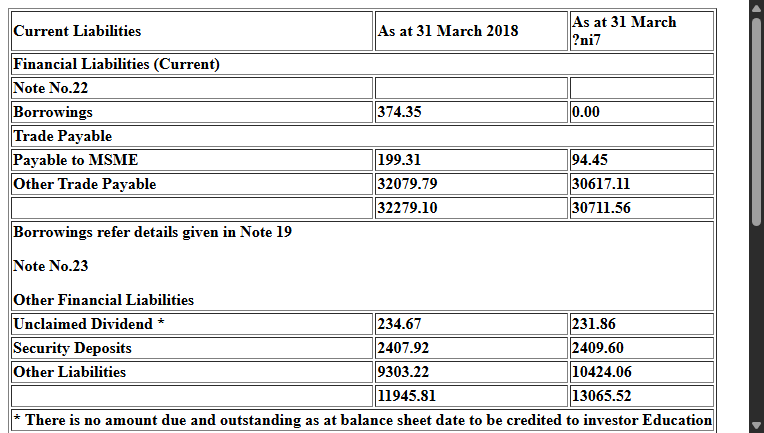 Current Liabilities As at 31 March 2018 As at 31 March
?ni7
Financial Liabilities (Current)
Note No.22
Borrowings 374.35 0.00
Trade Payable
Payable to MSME 199.31 94.45
Other Trade Payable 32079.79 30617.11
32279.10 30711.56
Borrowings refer details given in Note 19
Note No.23
Other Financial Liabilities
Unclaimed Dividend * 234.67 231.86
Security Deposits 2407.92 2409.60
Other Liabilities 9303.22 10424.06
11945.81 13065.52
* There is no amount due and outstanding as at balance sheet date to be credited to investor Education